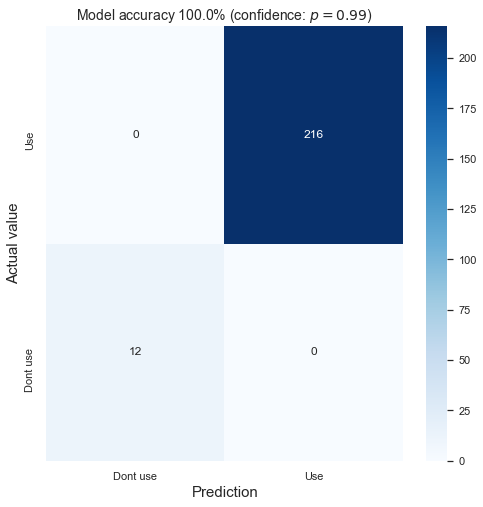 Model accuracy 100.0% (confidence: p = 0.99)
Actual value
Use
0
216
Dont use
12
0
Dont use
Use
Prediction
200
175
150
125
100
75
50
25
0